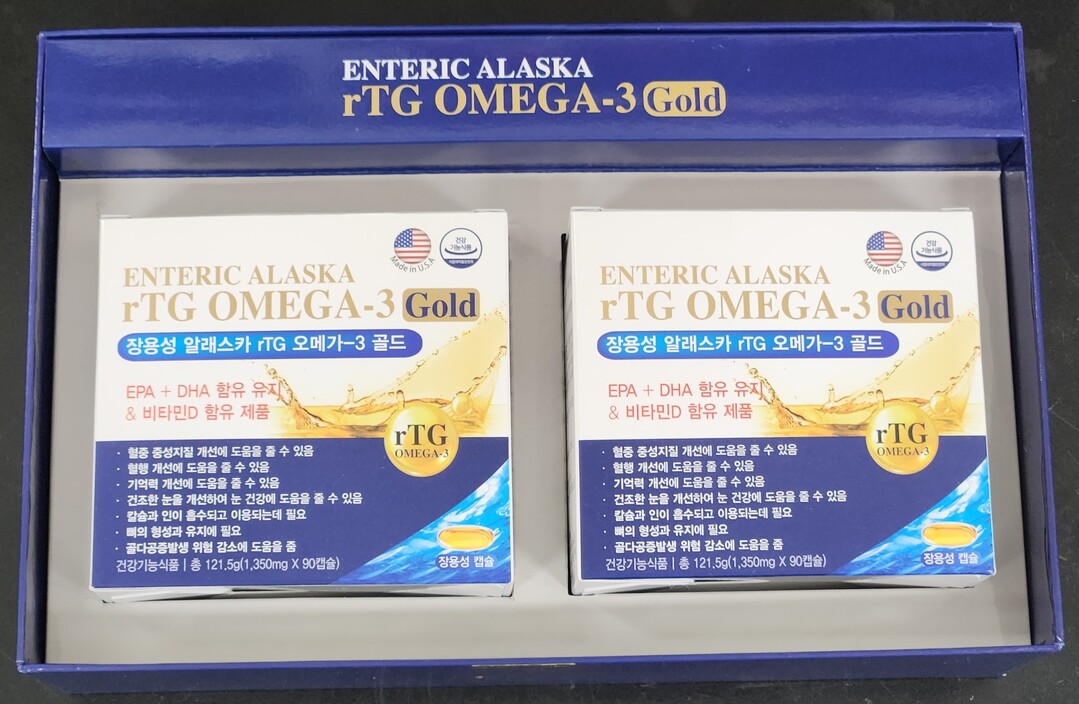 ENTERIC ALASKA
rTG OMEGA-3 Gold
Made in U.S.A
건강
기능식품
식품의약품안전처
ENTERIC ALASKA
rTG OMEGA-3 Gold
장용성 알래스카 rTG 오메가-3 골드
EPA + DHA 함유 유지
& 비타민D 함유 제품
rTG
OMEGA-3
· 혈중 중성지질 개선에 도움을 줄 수 있음
· 혈행 개선에 도움을 줄 수 있음
· 기억력 개선에 도움을 줄 수 있음
· 건조한 눈을 개선하여 눈 건강에 도움을 줄 수 있음
· 칼슘과 인이 흡수되고 이용되는데 필요
· 뼈의 형성과 유지에 필요
· 골다공증발생 위험 감소에 도움을 줌
건강기능식품 | 총 121.5g(1,350mg X 90캡슐)
장용성 캡슐
Made in U.S.A
건강
기능식품
식품의약품안전처
ENTERIC ALASKA
rTG OMEGA-3 Gold
장용성 알래스카 rTG 오메가-3 골드
EPA + DHA 함유 유지
& 비타민D 함유 제품
rTG
OMEGA-3
· 혈중 중성지질 개선에 도움을 줄 수 있음
· 혈행 개선에 도움을 줄 수 있음
· 기억력 개선에 도움을 줄 수 있음
· 건조한 눈을 개선하여 눈 건강에 도움을 줄 수 있음
· 칼슘과 인이 흡수되고 이용되는데 필요
· 뼈의 형성과 유지에 필요
· 골다공증발생 위험 감소에 도움을 줌
건강기능식품 | 총 121.5g(1,350mg X 90캡슐)
장용성 캡슐